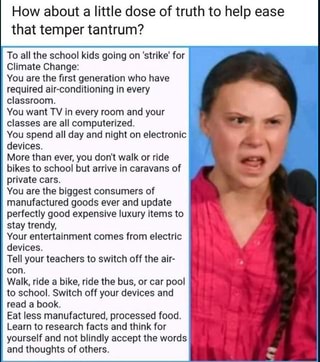 How about a little dose of truth to help ease
that temper tantrum?
To all the school kids going on 'strike' for
Climate Change:
You are the first generation who have
required air-conditioning in every
classroom.
You want TV in every room and your
classes are all computerized.
You spend all day and night on electronic
devices.
More than ever, you don't walk or ride
bikes to school but arrive in caravans of
private cars.
You are the biggest consumers of
manufactured goods ever and update
perfectly good expensive luxury items to
stay trendy,
Your entertainment comes from electric
devices.
Tell your teachers to switch off the air-
con.
Walk, ride a bike, ride the bus, or car pool
to school. Switch off your devices and
read a book.
Eat less manufactured, processed food.
Learn to research facts and think for
yourself and not blindly accept the words
and thoughts of others.